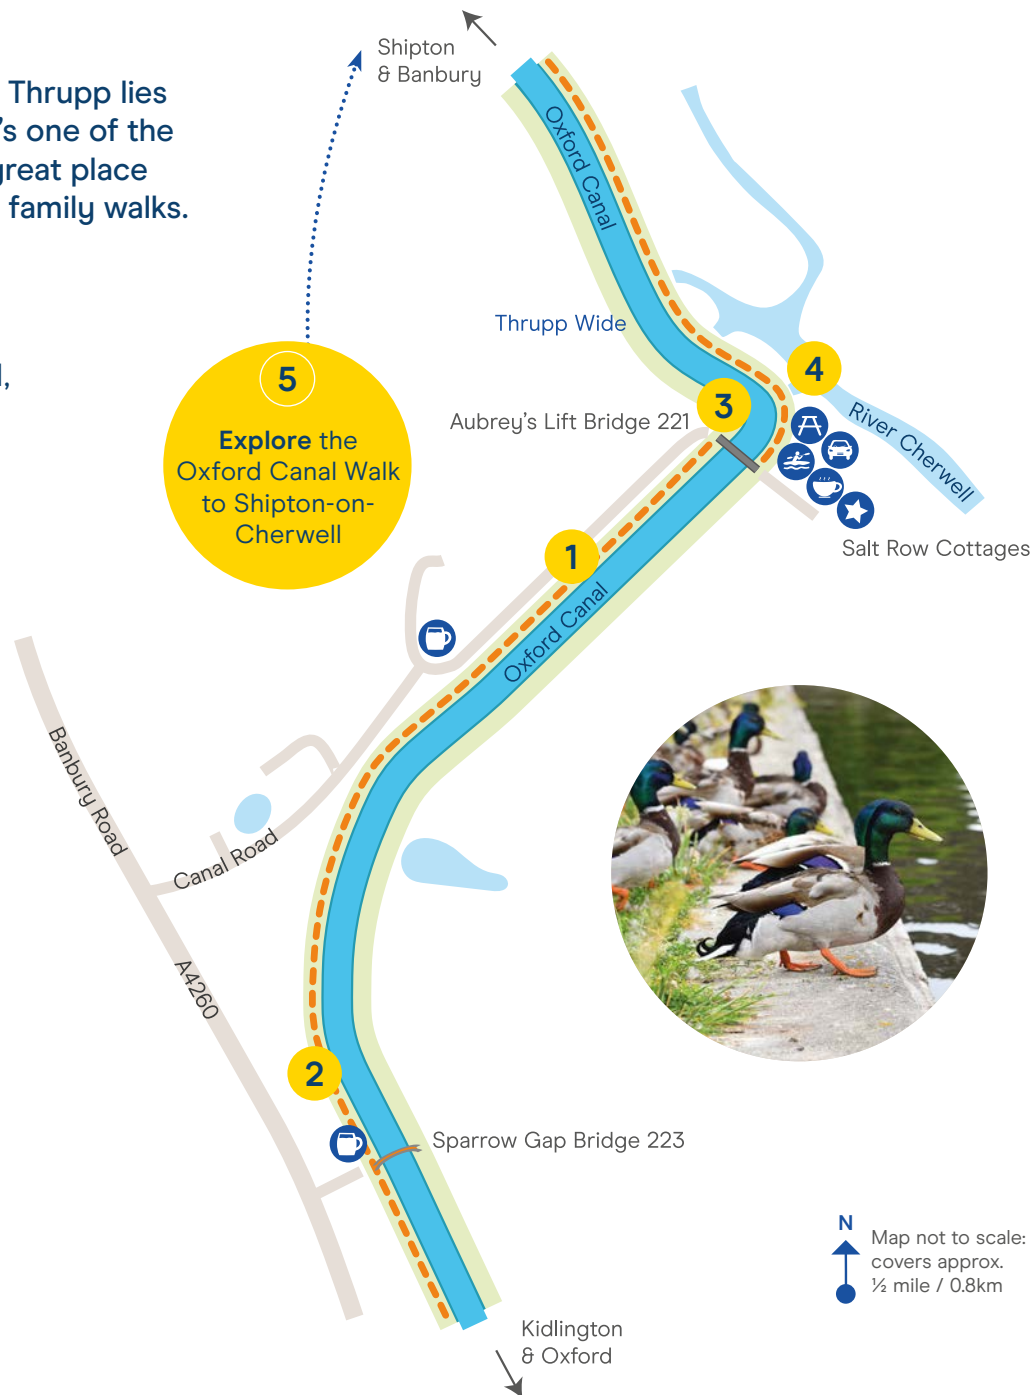 Thrupp lies
’s one of the
great place
family walks.
,
Shipton
& Banbury
Oxford Canal
Thrupp Wide
5
Explore the
Oxford Canal Walk
to Shipton-on-
Cherwell
4
3
River Cherwell
Aubrey’s Lift Bridge 221
Salt Row Cottages
1
Oxford Canal
Banbury Road
Canal Road
A4260
2
Sparrow Gap Bridge 223
N
Map not to scale:
covers approx.
½ mile / 0.8km
Kidlington
& Oxford